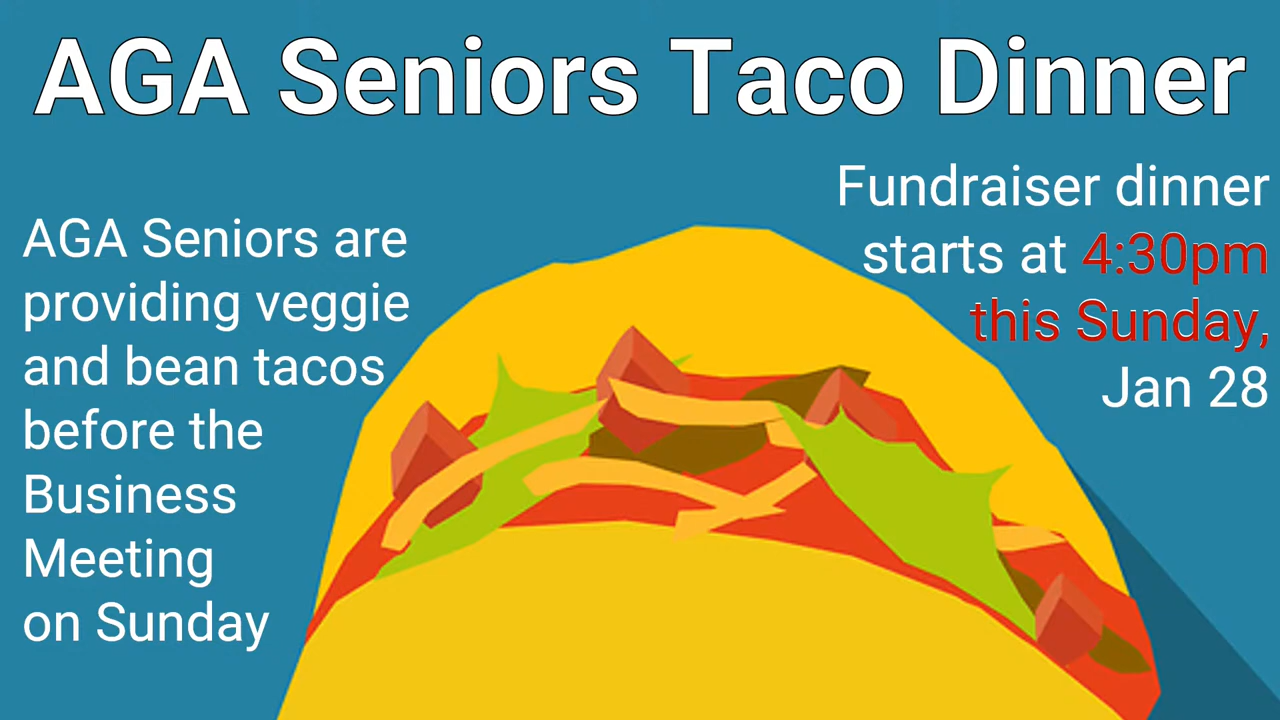 AGA Seniors Taco Dinner
AGA Seniors are
providing veggie
and bean tacos
before the
Business
Meeting
on Sunday
Fundraiser dinner
starts at 4:30pm
this Sunday,
Jan 28